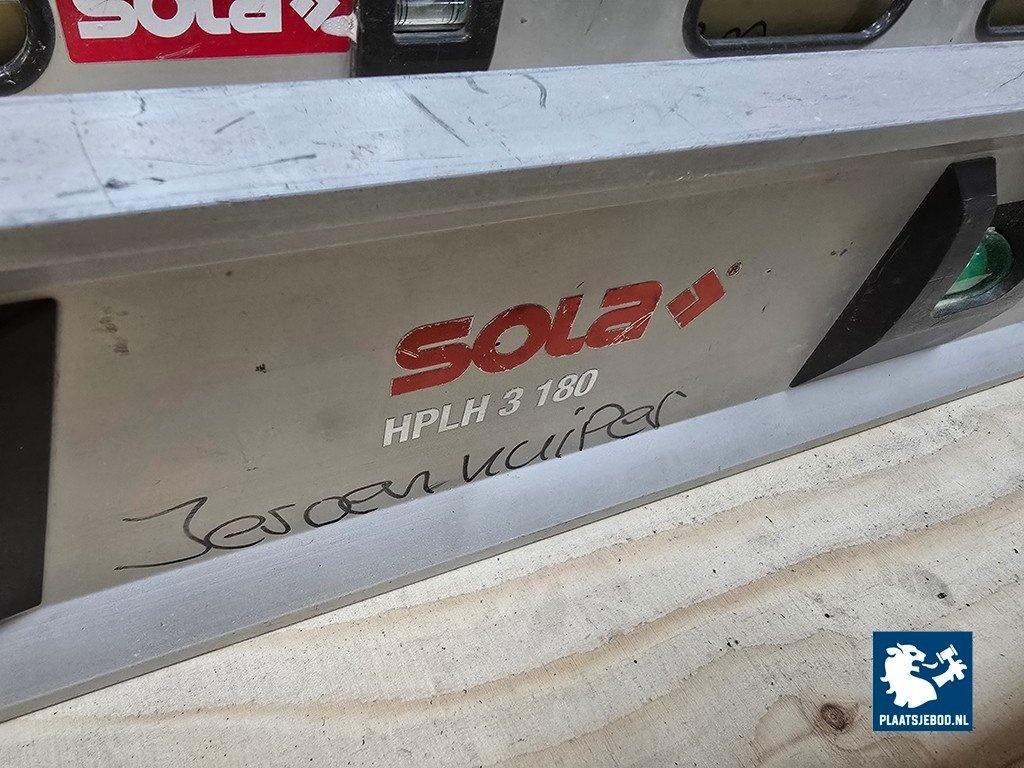 sola
sola®
HPLH 3 180
Jeroen Kuiper
PLAATSJEBOD.NL